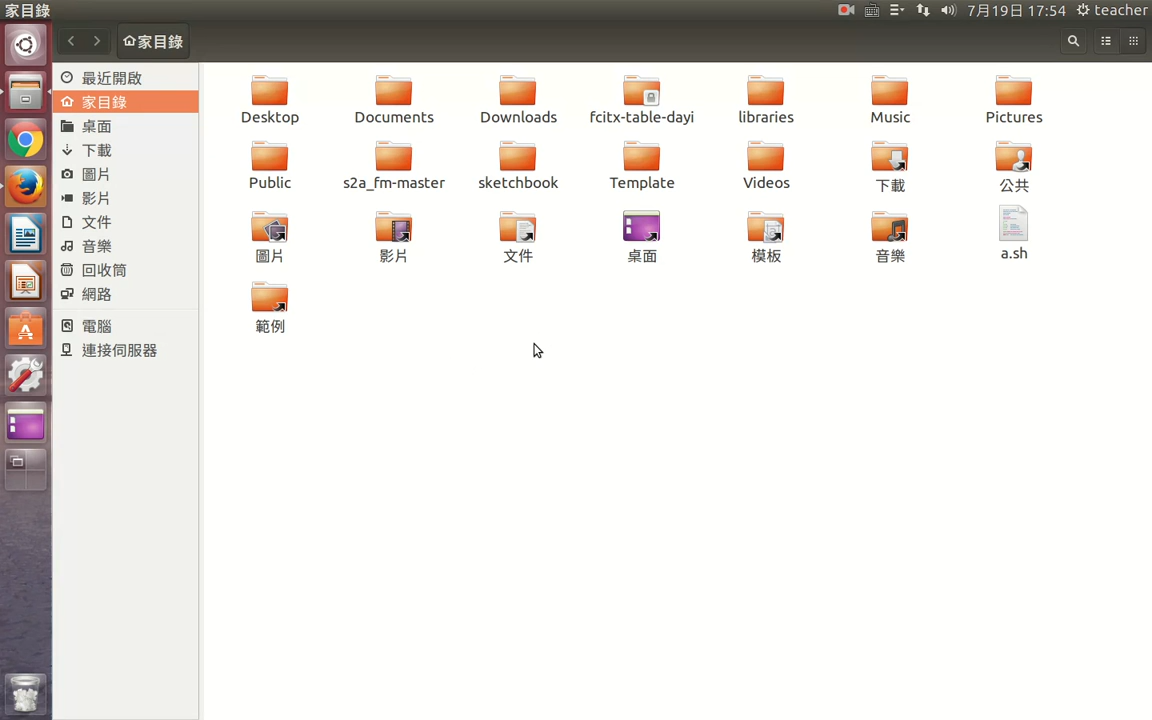 家目錄
7月19日 17:54
teacher
家目錄
最近開啟
家目錄
桌面
下載
圖片
影片
文件
音樂
回收筒
網路
電腦
連接伺服器
Desktop
Documents
Downloads
fcitx-table-dayi
libraries
Music
Pictures
Public
s2a_fm-master
sketchbook
Template
Videos
下載
公共
圖片
影片
文件
桌面
模板
音樂
a.sh
範例